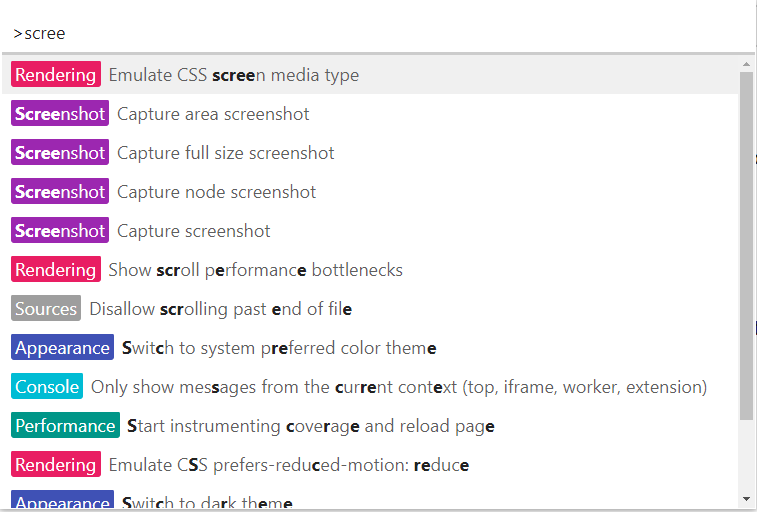 >scree
Rendering Emulate CSS screen media type
Screenshot Capture area screenshot
Screenshot Capture full size screenshot
Screenshot Capture node screenshot
Screenshot Capture screenshot
Rendering Show scroll performance bottlenecks
Sources Disallow scrolling past end of file
Appearance Switch to system preferred color theme
Console Only show messages from the current context (top, iframe, worker, extension)
Performance Start instrumenting coverage and reload page
Rendering Emulate CSS prefers-reduced-motion: reduce
Appearance Switch to dark theme